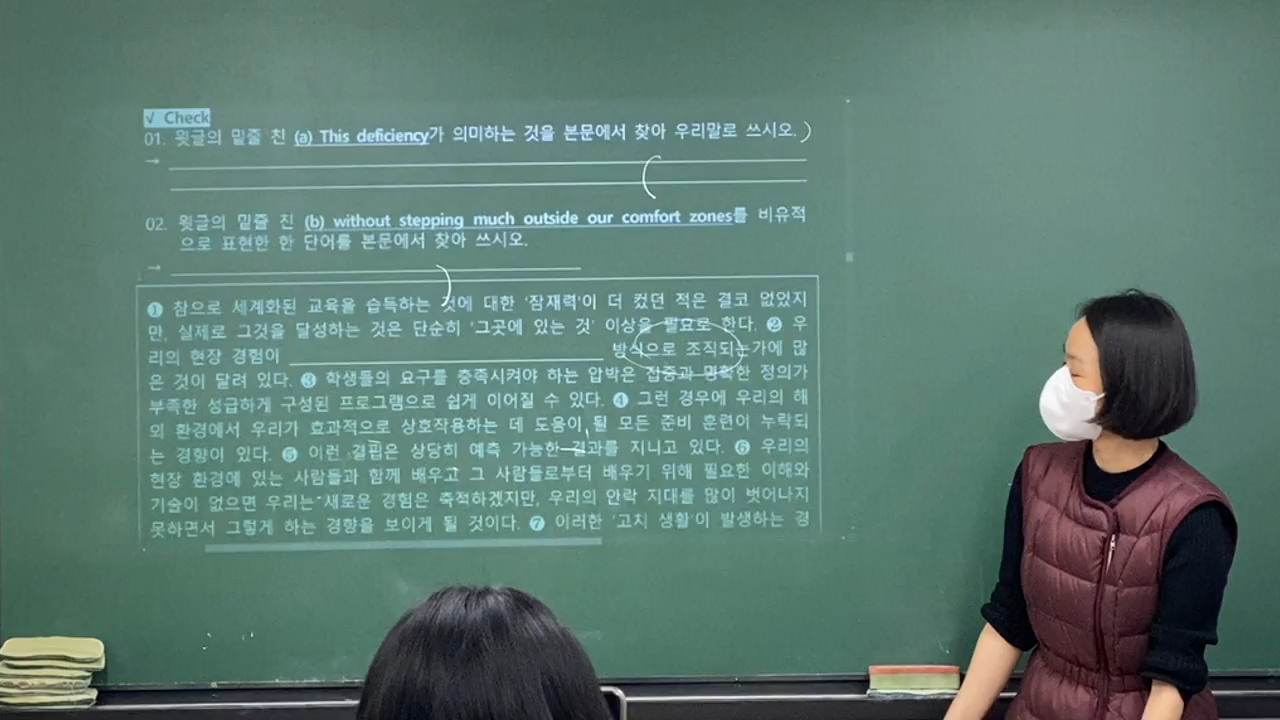 √ Check
01. 윗글의 밑줄 친 (a) This deficiency가 의미하는 것을 본문에서 찾아 우리말로 쓰시오.
→
02. 윗글의 밑줄 친 (b) without stepping much outside our comfort zones를 비유적
으로 표현한 한 단어를 본문에서 찾아 쓰시오.
→
❶ 참으로 세계화된 교육을 습득하는 것에 대한 '잠재력'이 더 컸던 적은 결코 없었지
만, 실제로 그것을 달성하는 것은 단순히 '그곳에 있는 것' 이상을 필요로 한다. ❷ 우
리의 현장 경험이 방식으로 조직되는가에 많
은 것이 달려 있다. ❸ 학생들의 요구를 충족시켜야 하는 압박은 집중과 명확한 정의가
부족한 성급하게 구성된 프로그램으로 쉽게 이어질 수 있다. ❹ 그런 경우에 우리의 해
외 환경에서 우리가 효과적으로 상호작용하는 데 도움이 될 모든 준비 훈련이 누락되
는 경향이 있다. ❺ 이런 결핍은 상당히 예측 가능한 결과를 지니고 있다. ❻ 우리의
현장 환경에 있는 사람들과 함께 배우고 그 사람들로부터 배우기 위해 필요한 이해와
기술이 없으면 우리는 새로운 경험은 축적하겠지만, 우리의 안락 지대를 많이 벗어나지
못하면서 그렇게 하는 경향을 보이게 될 것이다. ❼ 이러한 '고치 생활'이 발생하는 경